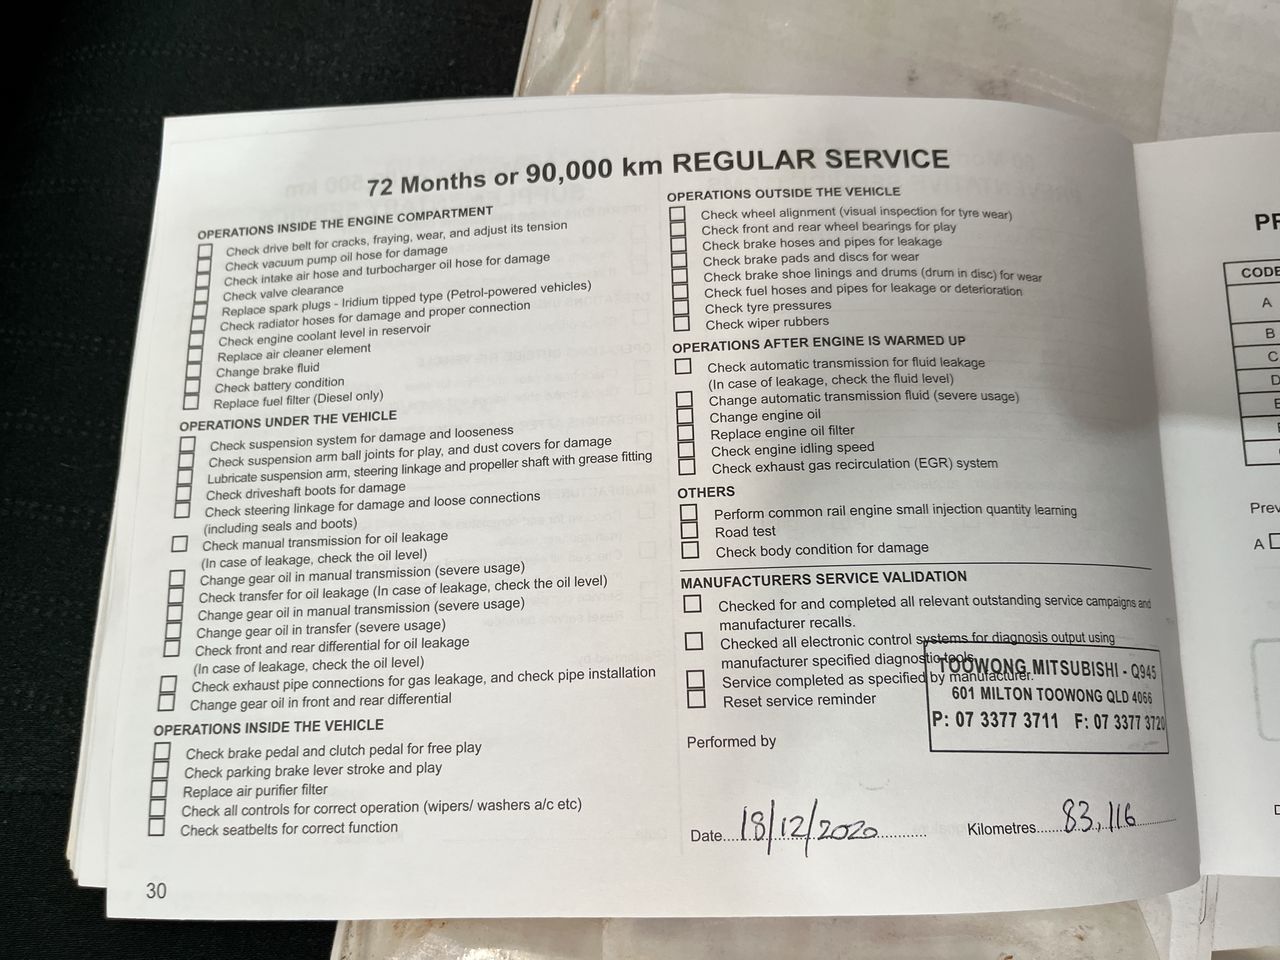 72 Months or 90,000 km REGULAR SERVICE
OPERATIONS INSIDE THE ENGINE COMPARTMENT
Check drive belt for cracks, fraying, wear, and adjust its tension
Check vacuum pump oil hose for damage
Check intake air hose and turbocharger oil hose for damage
Check valve clearance
Replace spark plugs - Iridium tipped type (Petrol-powered vehicles)
Check radiator hoses for damage and proper connection
Check engine coolant level in reservoir
Replace air cleaner element
Change brake fluid
Check battery condition
Replace fuel filter (Diesel only)
OPERATIONS UNDER THE VEHICLE
Check suspension system for damage and looseness
Check suspension arm ball joints for play, and dust covers for damage
Lubricate suspension arm, steering linkage and propeller shaft with grease fitting
Check driveshaft boots for damage
Check steering linkage for damage and loose connections
(including seals and boots)
Check manual transmission for oil leakage
(In case of leakage, check the oil level)
Change gear oil in manual transmission (severe usage)
Check transfer for oil leakage (In case of leakage, check the oil level)
Change gear oil in manual transmission (severe usage)
Change gear oil in transfer (severe usage)
Check front and rear differential for oil leakage
(In case of leakage, check the oil level)
Check exhaust pipe connections for gas leakage, and check pipe installation
Change gear oil in front and rear differential
OPERATIONS INSIDE THE VEHICLE
Check brake pedal and clutch pedal for free play
Check parking brake lever stroke and play
Replace air purifier filter
Check all controls for correct operation (wipers/ washers a/c etc)
Check seatbelts for correct function
30
OPERATIONS OUTSIDE THE VEHICLE
Check wheel alignment (visual inspection for tyre wear)
Check front and rear wheel bearings for play
Check brake hoses and pipes for leakage
Check brake pads and discs for wear
Check brake shoe linings and drums (drum in disc) for wear
Check fuel hoses and pipes for leakage or deterioration
Check tyre pressures
Check wiper rubbers
OPERATIONS AFTER ENGINE IS WARMED UP
Check automatic transmission for fluid leakage
(In case of leakage, check the fluid level)
Change automatic transmission fluid (severe usage)
Change engine oil
Replace engine oil filter
Check engine idling speed
Check exhaust gas recirculation (EGR) system
OTHERS
Perform common rail engine small injection quantity learning
Road test
Check body condition for damage
MANUFACTURERS SERVICE VALIDATION
Checked for and completed all relevant outstanding service campaigns and
manufacturer recalls.
Checked all electronic control systems for diagnosis output using
manufacturer specified diagnostic tools.
Service completed as specified by manufacturer.
Reset service reminder
TOOWONG MITSUBISHI - Q945
601 MILTON TOOWONG QLD 4066
P: 07 3377 3711 F: 07 3377 3720
Performed by
Date 18/12/2020 Kilometres 83,116
CODE
A
B
C
Prev
A